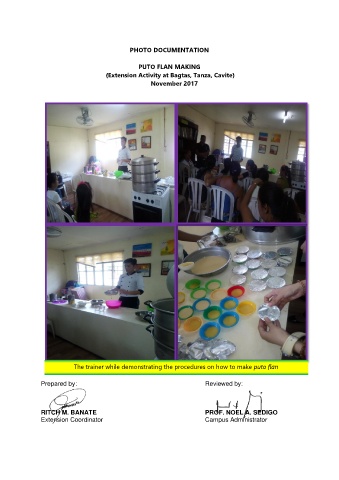 PHOTO DOCUMENTATION
PUTO FLAN MAKING
(Extension Activity at Bagtas, Tanza, Cavite)
November 2017
The trainer while demonstrating the procedures on how to make puto flan
Prepared by:
Reviewed by:
RITCH M. BANATE
PROF. NOEL A. SEDIGO
Extension Coordinator
Campus Administrator